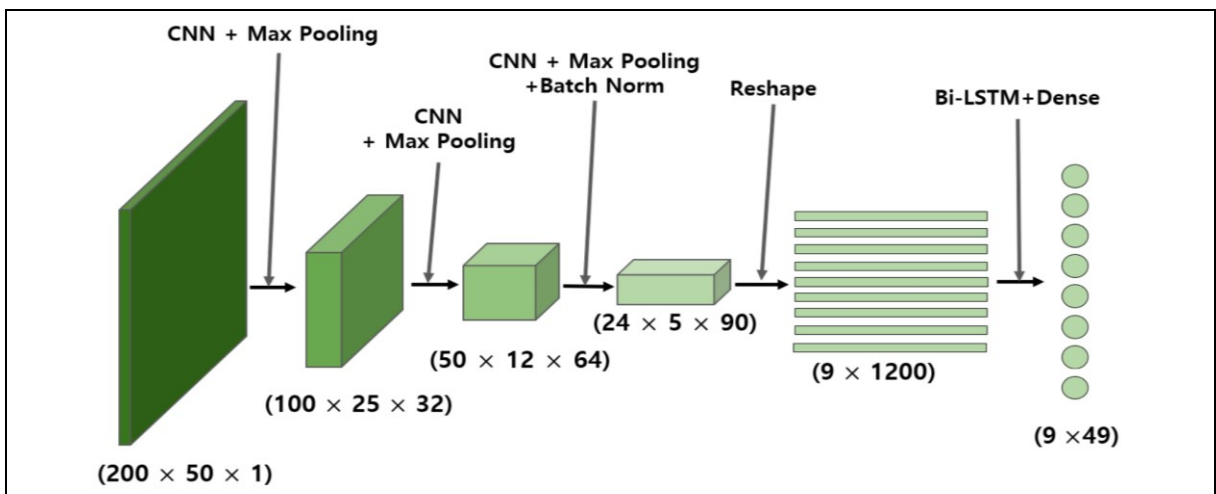 CNN + Max Pooling
CNN
+ Max Pooling
CNN + Max Pooling
+Batch Norm
Reshape
Bi-LSTM+Dense
(200 × 50 × 1)
(100 × 25 × 32)
(50 × 12 × 64)
(24 × 5 × 90)
(9 × 1200)
(9 ×49)